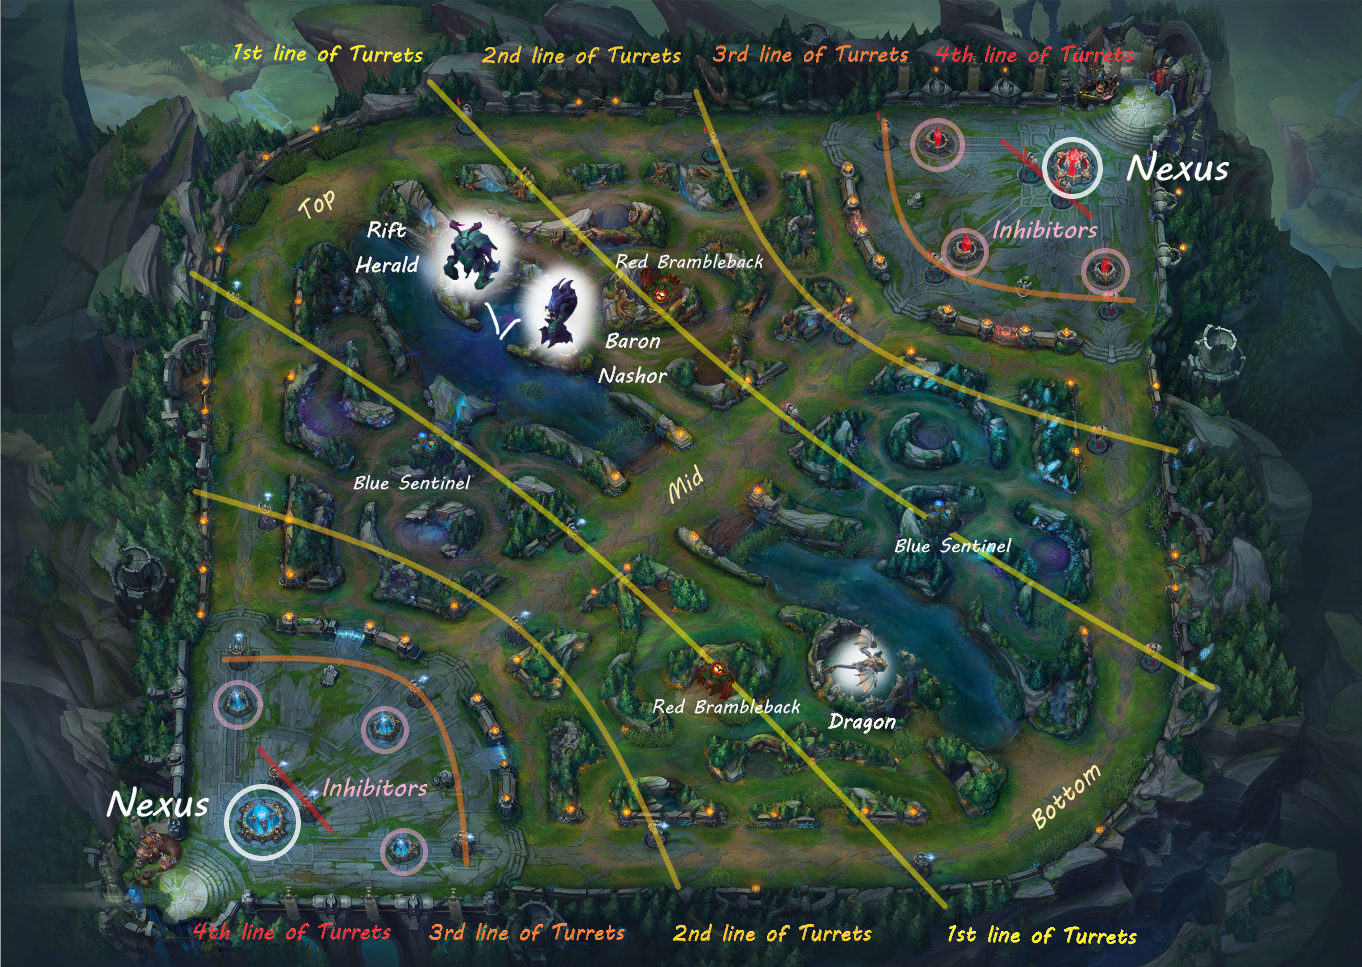 1st line of Turrets
2nd line of Turrets
3rd line of Turrets
4th line of Turrets
Nexus
Top
Rift
Herald
Inhibitors
Red Brambleback
Baron
Nashor
Blue Sentinel
Mid
Blue Sentinel
Red Brambleback
Dragon
Nexus
Inhibitors
Bottom
4th line of Turrets
3rd line of Turrets
2nd line of Turrets
1st line of Turrets